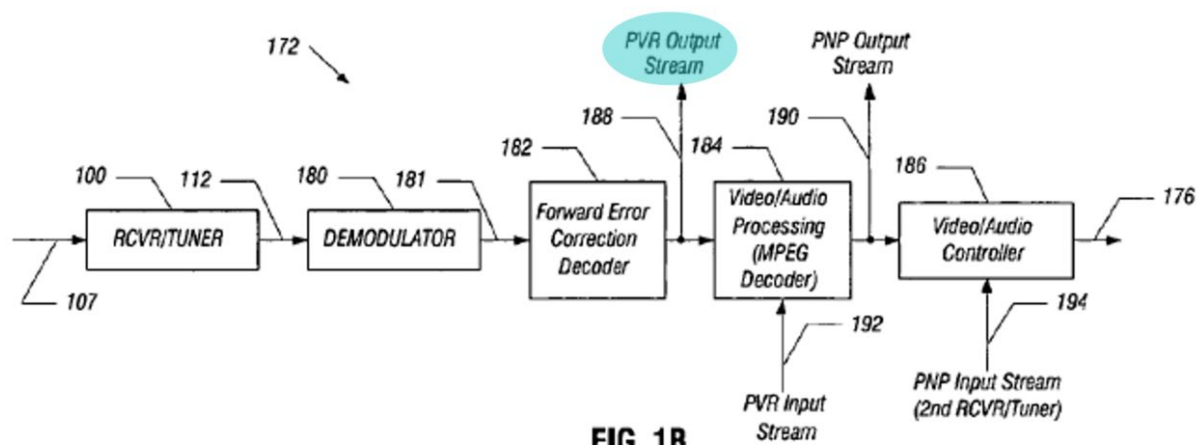 172
PVR Output
Stream
PNP Output
Stream
188
190
182
184
186
100
112
180
181
176
RCVR/TUNER
DEMODULATOR
Forward Error
Correction
Decoder
Video/Audio
Processing
(MPEG
Decoder)
Video/Audio
Controller
107
192
194
PVR Input
Stream
PNP Input Stream
(2nd RCVR/Tuner)
FIG. 1B